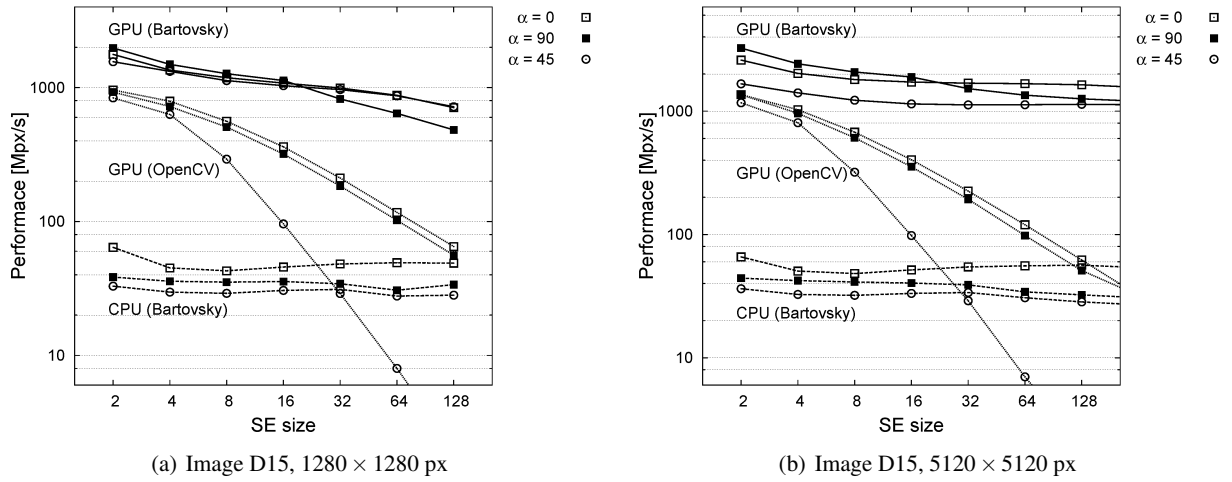 GPU (Bartovsky)
GPU (OpenCV)
CPU (Bartovsky)
α = 0
α = 90
α = 45
Performace [Mpx/s]
1000
100
10
2 4 8 16 32 64 128
SE size
(a) Image D15, 1280 × 1280 px
GPU (Bartovsky)
GPU (OpenCV)
CPU (Bartovsky)
α = 0
α = 90
α = 45
Performace [Mpx/s]
1000
100
10
2 4 8 16 32 64 128
SE size
(b) Image D15, 5120 × 5120 px